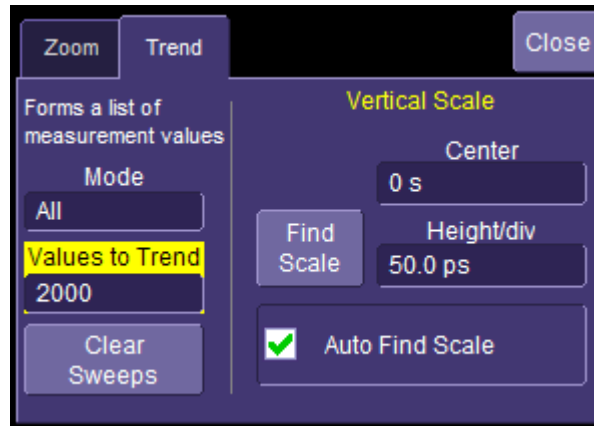 Zoom
Trend
Close
Forms a list of
measurement values
Mode
All
Values to Trend
2000
Clear
Sweeps
Vertical Scale
Center
0 s
Find
Scale
Height/div
50.0 ps
Auto Find Scale